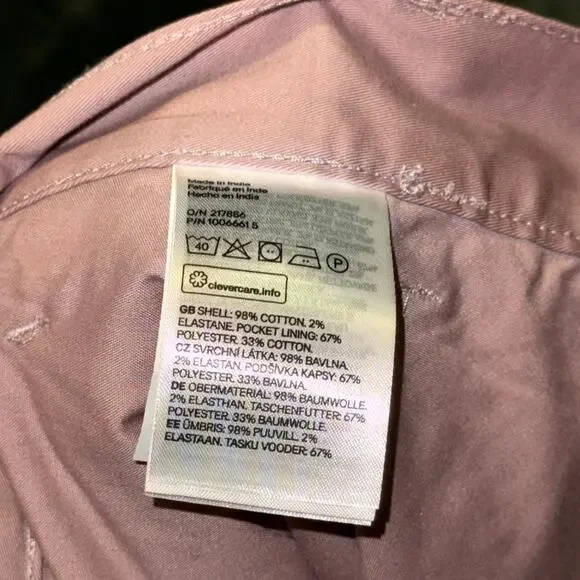 Made in India
Fabriqué en Inde
Hecho en India
O/N 217886
P/N 1006661 5
40 P
clevercare.info
GB SHELL: 98% COTTON. 2%
ELASTANE. POCKET LINING: 67%
POLYESTER. 33% COTTON.
CZ SVRCHNÍ LÁTKA: 98% BAVLNA.
2% ELASTAN. PODŠÍVKA KAPSY: 67%
POLYESTER. 33% BAVLNA.
DE OBERMATERIAL: 98% BAUMWOLLE.
2% ELASTHAN. TASCHENFUTTER: 67%
POLYESTER. 33% BAUMWOLLE.
EE ÜMBRIS: 98% PUUVILL. 2%
ELASTAAN. TASKU VOODER: 67%